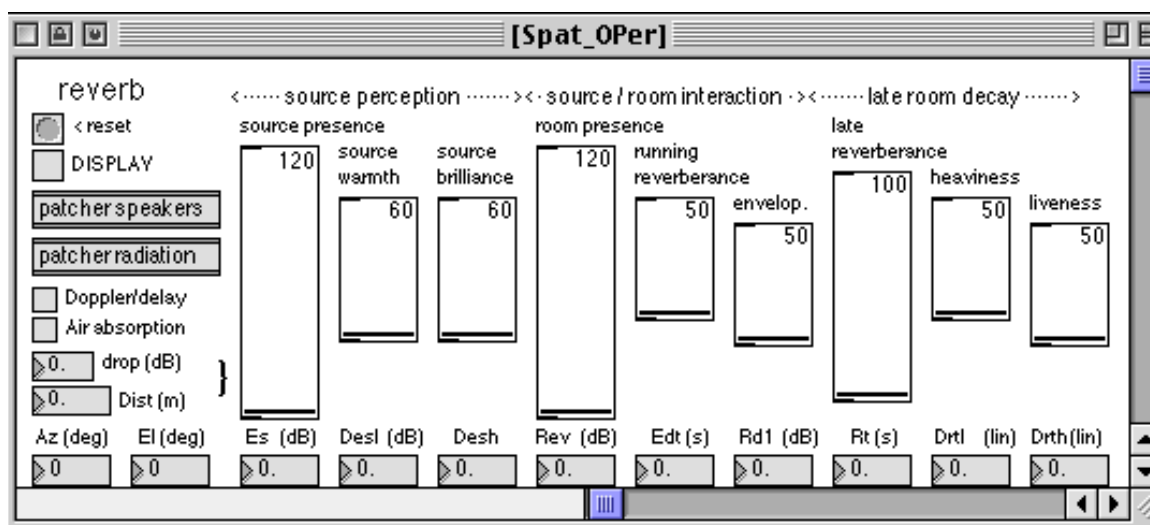 [Spat_OPer]
reverb
<······ source perception ······><· source / room interaction ·><······ late room decay ······>
< reset
DISPLAY
patcher speakers
patcher radiation
Doppler/delay
Air absorption
0. drop (dB)
}
0. Dist (m)
source presence
120
source
warmth
60
source
brilliance
60
room presence
120
running
reverberance
50
envelop.
50
late
reverberance
100
heaviness
50
liveness
50
Az (deg) El (deg) Es (dB) Desl (dB) Desh Rev (dB) Edt (s) Rd1 (dB) Rt (s) Drtl (lin) Drth (lin)
0 0 0. 0. 0. 0. 0. 0. 0. 0. 0.